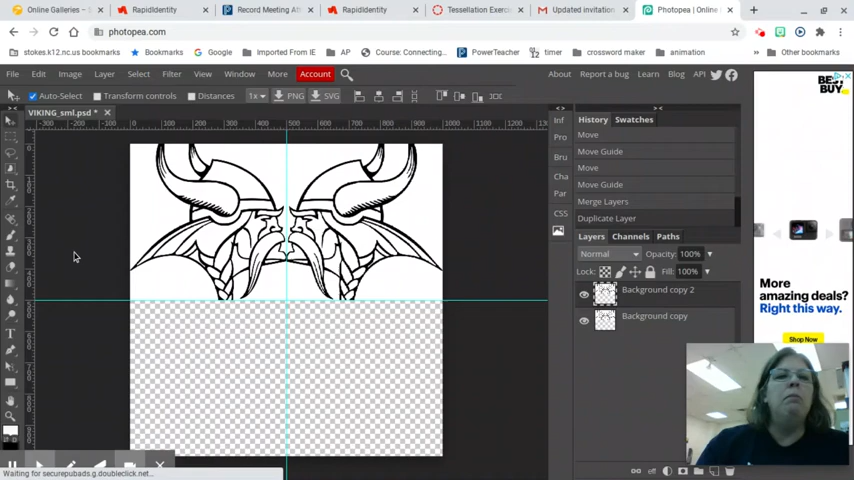 Online Galleries – S
RapidIdentity
Record Meeting Att
RapidIdentity
Tessellation Exerc
Updated invitation
Photopea | Online
photopea.com
stokes.k12.nc.us bookmarks
Bookmarks
Google
Imported From IE
AP
Course: Connecting...
PowerTeacher
timer
crossword maker
animation
Other bookmarks
File Edit Image Layer Select Filter View Window More Account
About Report a bug Learn Blog API
Auto-Select Transform controls Distances 1x PNG SVG
VIKING_sml.psd *
Inf
Pro
Bru
Cha
Par
CSS
History Swatches
Move
Move Guide
Move
Move Guide
Merge Layers
Duplicate Layer
Layers Channels Paths
Normal Opacity: 100%
Lock: Fill: 100%
Background copy 2
Background copy
BEST
BUY
More
amazing deals?
Right this way.
Shop Now
Waiting for securepubads.g.doubleclick.net...